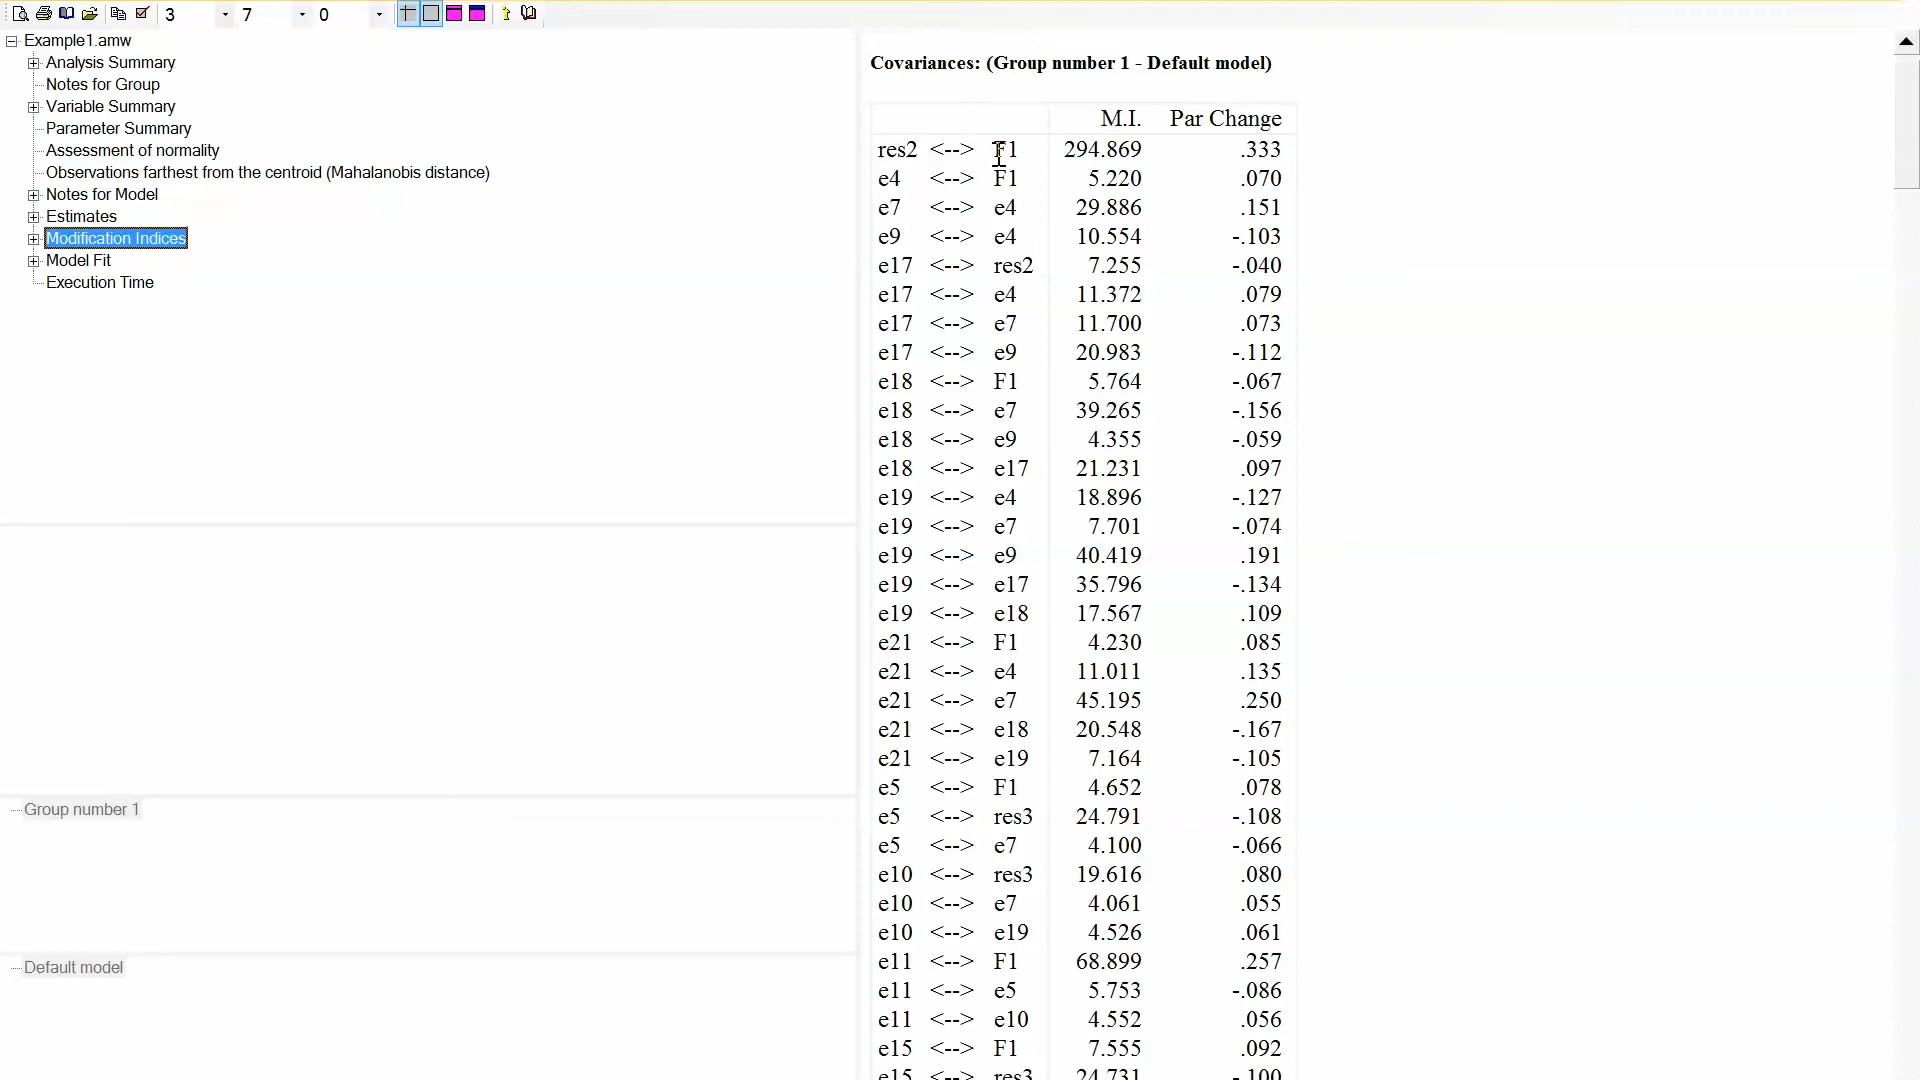 3 7 0
Example1.amw
Analysis Summary
Notes for Group
Variable Summary
Parameter Summary
Assessment of normality
Observations farthest from the centroid (Mahalanobis distance)
Notes for Model
Estimates
Modification Indices
Model Fit
Execution Time
Group number 1
Default model
Covariances: (Group number 1 - Default model)
M.I. Par Change
res2 <--> F1 294.869 .333
e4 <--> F1 5.220 .070
e7 <--> e4 29.886 .151
e9 <--> e4 10.554 -.103
e17 <--> res2 7.255 -.040
e17 <--> e4 11.372 .079
e17 <--> e7 11.700 .073
e17 <--> e9 20.983 -.112
e18 <--> F1 5.764 -.067
e18 <--> e7 39.265 -.156
e18 <--> e9 4.355 -.059
e18 <--> e17 21.231 .097
e19 <--> e4 18.896 -.127
e19 <--> e7 7.701 -.074
e19 <--> e9 40.419 .191
e19 <--> e17 35.796 -.134
e19 <--> e18 17.567 .109
e21 <--> F1 4.230 .085
e21 <--> e4 11.011 .135
e21 <--> e7 45.195 .250
e21 <--> e18 20.548 -.167
e21 <--> e19 7.164 -.105
e5 <--> F1 4.652 .078
e5 <--> res3 24.791 -.108
e5 <--> e7 4.100 -.066
e10 <--> res3 19.616 .080
e10 <--> e7 4.061 .055
e10 <--> e19 4.526 .061
e11 <--> F1 68.899 .257
e11 <--> e5 5.753 -.086
e11 <--> e10 4.552 .056
e15 <--> F1 7.555 .092
e15 <--> res3 24.731 -.100